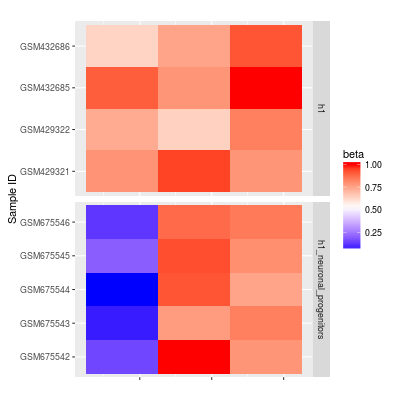 GSM432686
GSM432685
GSM429322
GSM429321
h1
GSM675546
GSM675545
GSM675544
GSM675543
GSM675542
h1_neuronal_progenitors
Sample ID
beta
1.00
0.75
0.50
0.25